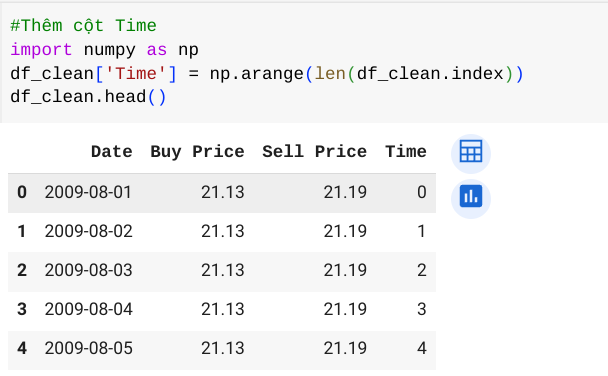 #Thêm cột Time
import numpy as np
df_clean['Time'] = np.arange(len(df_clean.index))
df_clean.head()
Date Buy Price Sell Price Time
0 2009-08-01 21.13 21.19 0
1 2009-08-02 21.13 21.19 1
2 2009-08-03 21.13 21.19 2
3 2009-08-04 21.13 21.19 3
4 2009-08-05 21.13 21.19 4